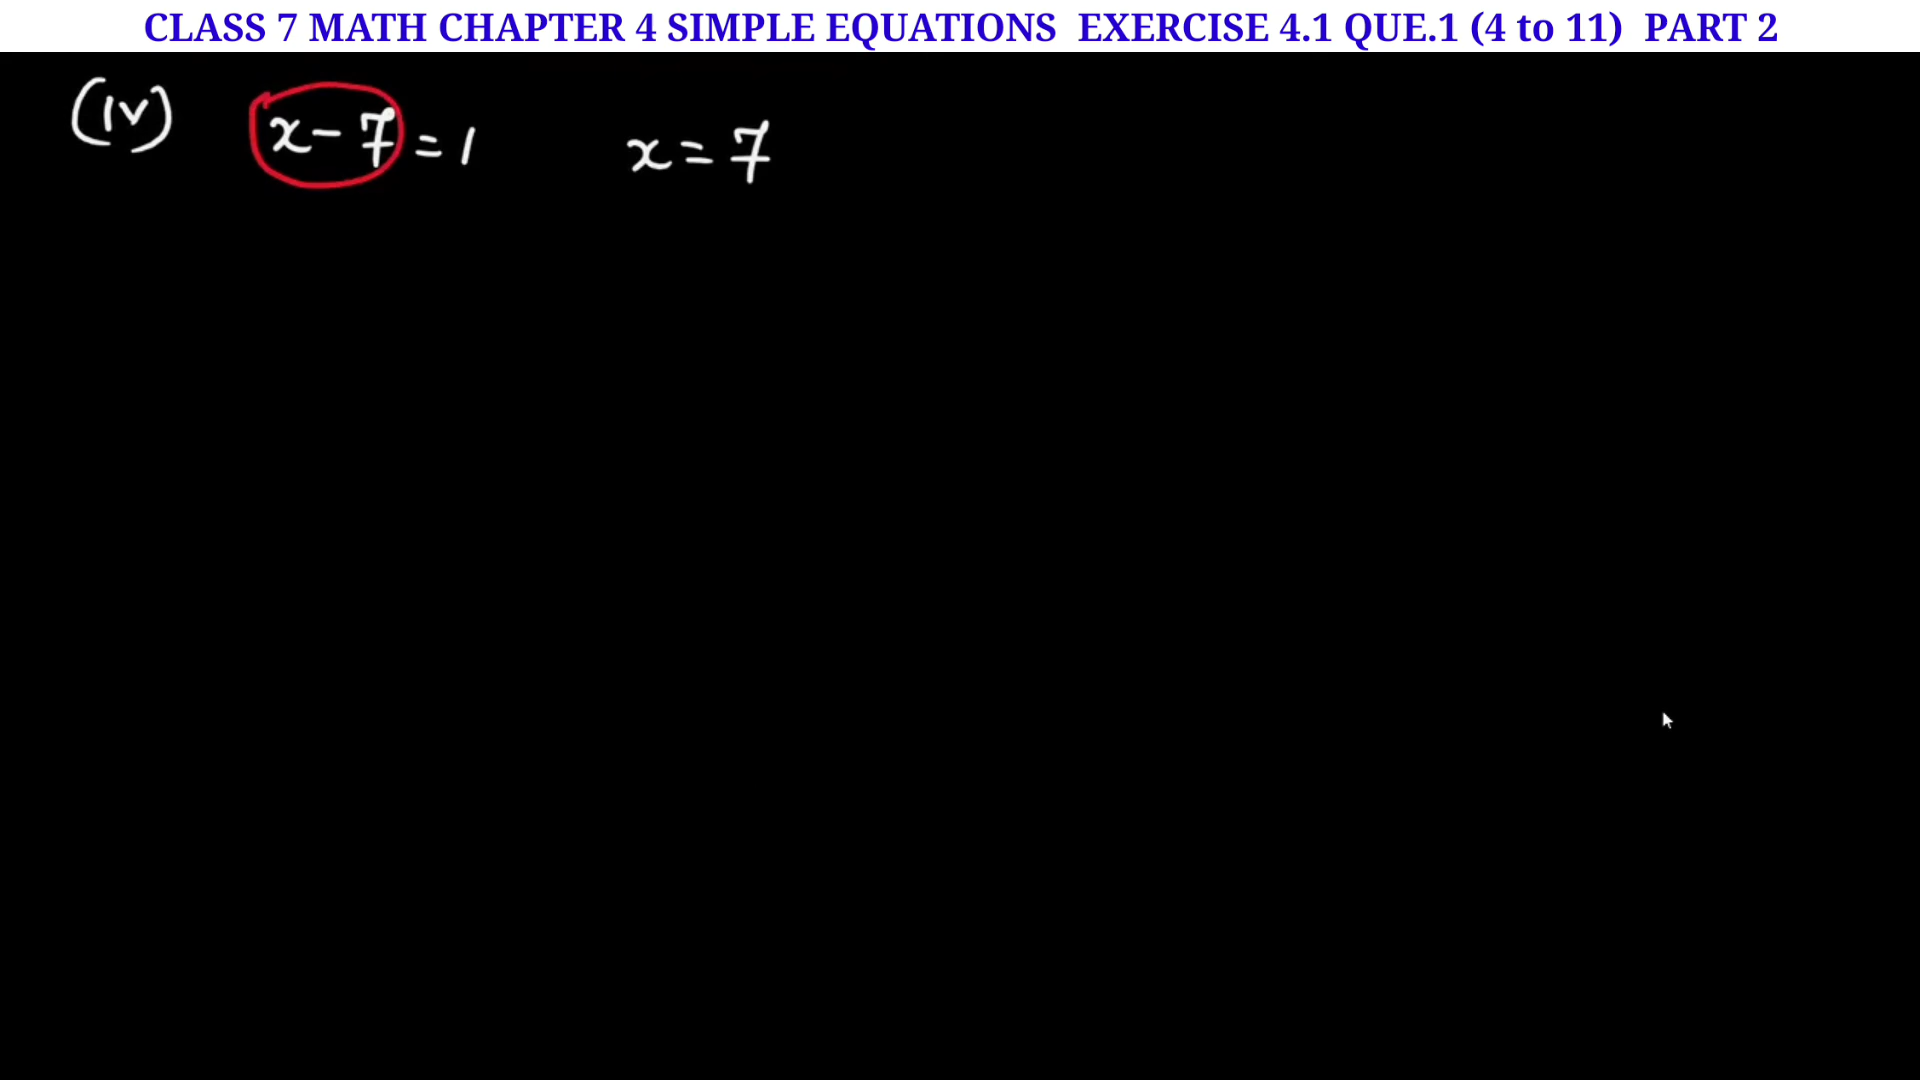 CLASS 7 MATH CHAPTER 4 SIMPLE EQUATIONS EXERCISE 4.1 QUE.1 (4 to 11) PART 2
(iv) x - 7 = 1 x = 7